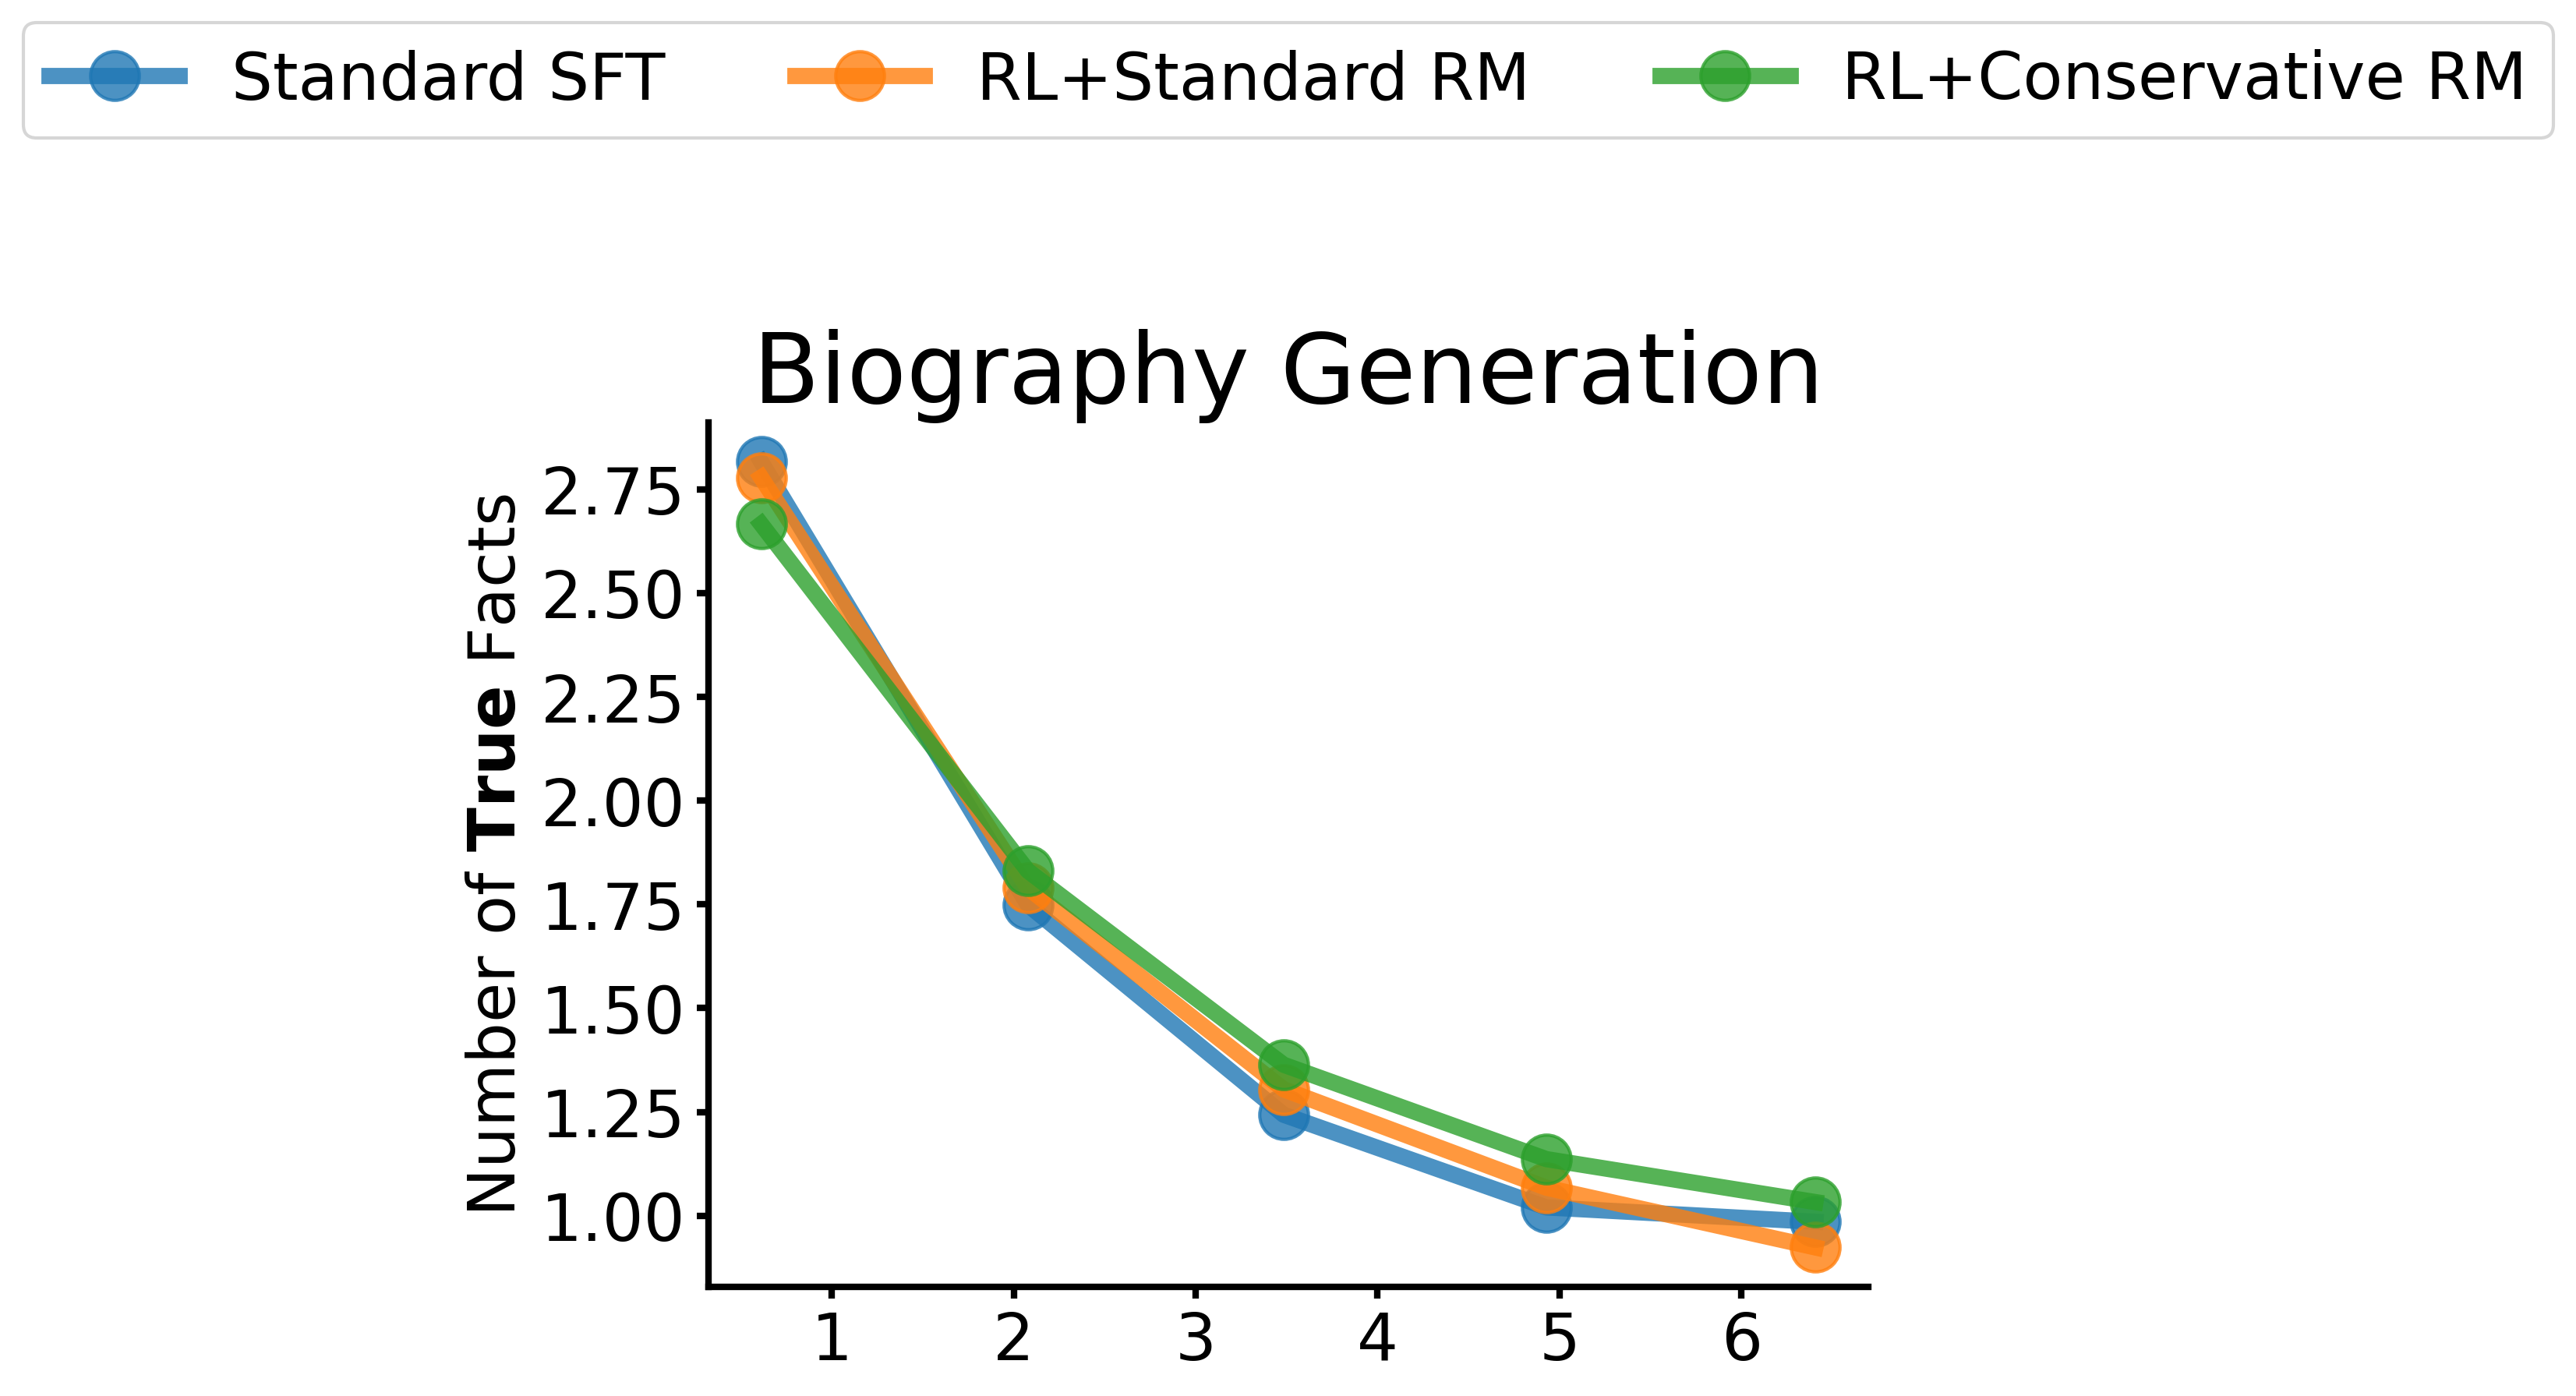 Standard SFT RL+Standard RM RL+Conservative RM
Biography Generation
Number of True Facts
2.75
2.50
2.25
2.00
1.75
1.50
1.25
1.00
1 2 3 4 5 6